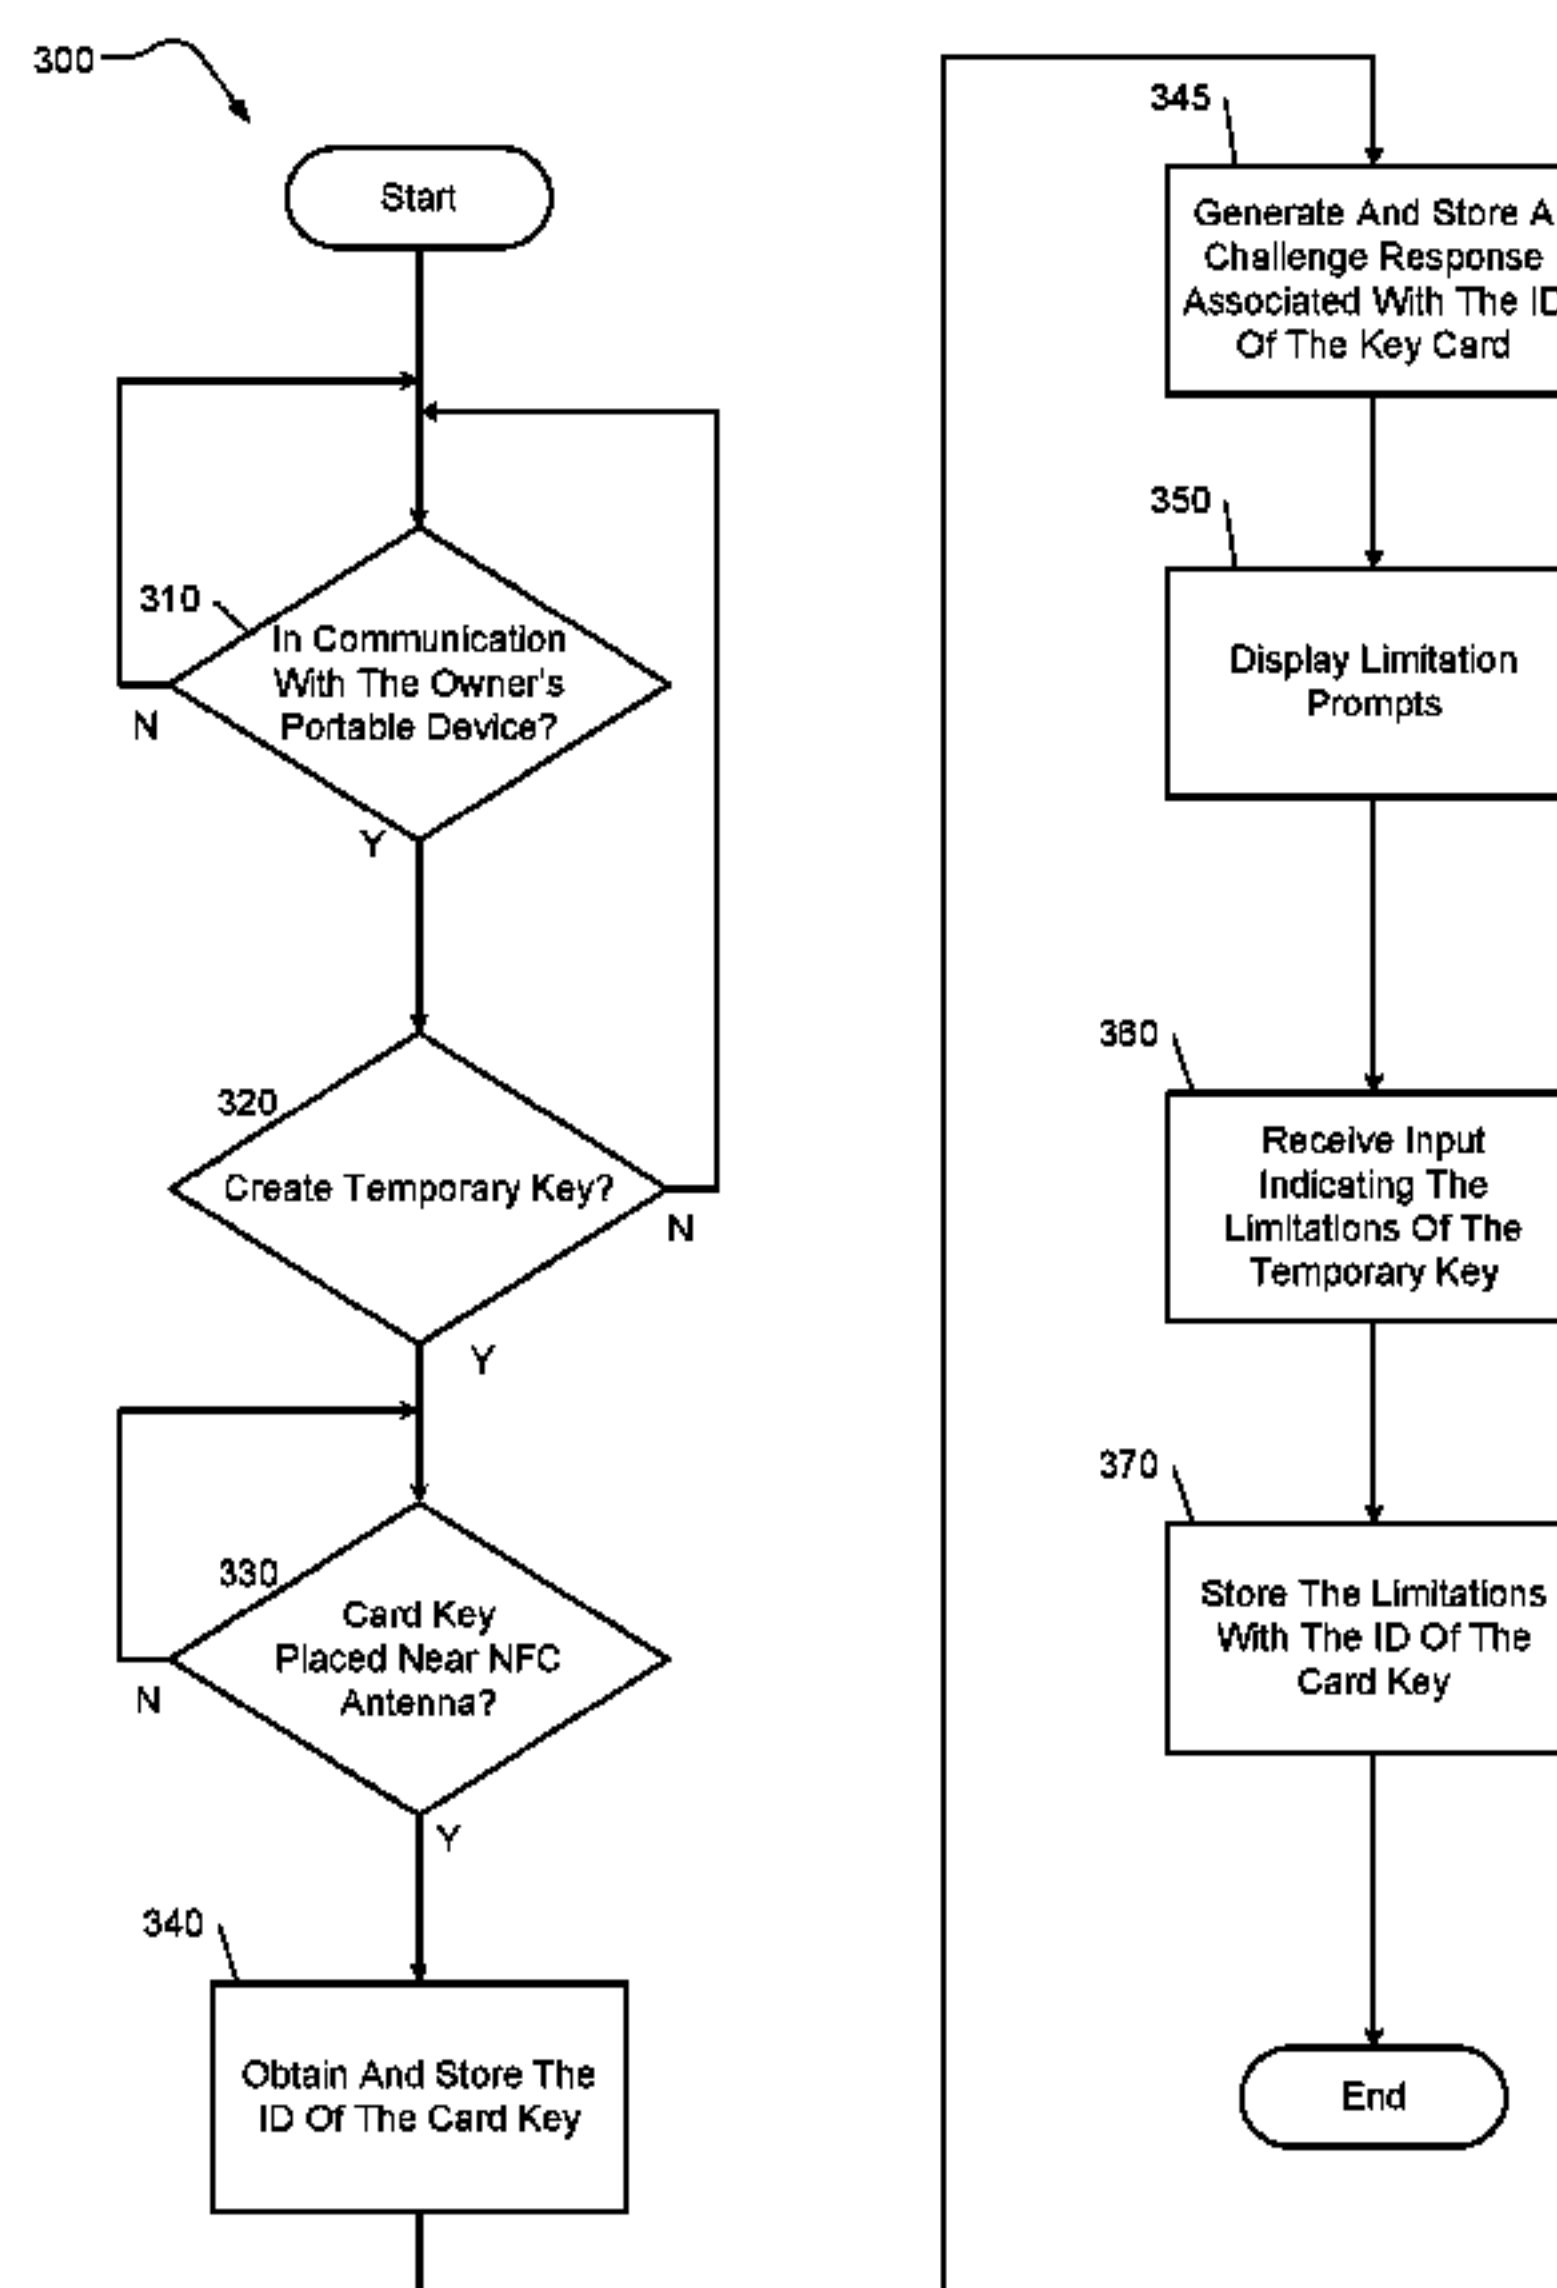 300
Start
310
In Communication
With The Owner's
Portable Device?
N
Y
320
Create Temporary Key?
N
Y
330
Card Key
Placed Near NFC
Antenna?
N
Y
340
Obtain And Store The
ID Of The Card Key
345
Generate And Store A
Challenge Response
Associated With The ID
Of The Key Card
350
Display Limitation
Prompts
360
Receive Input
Indicating The
Limitations Of The
Temporary Key
370
Store The Limitations
With The ID Of The
Card Key
End